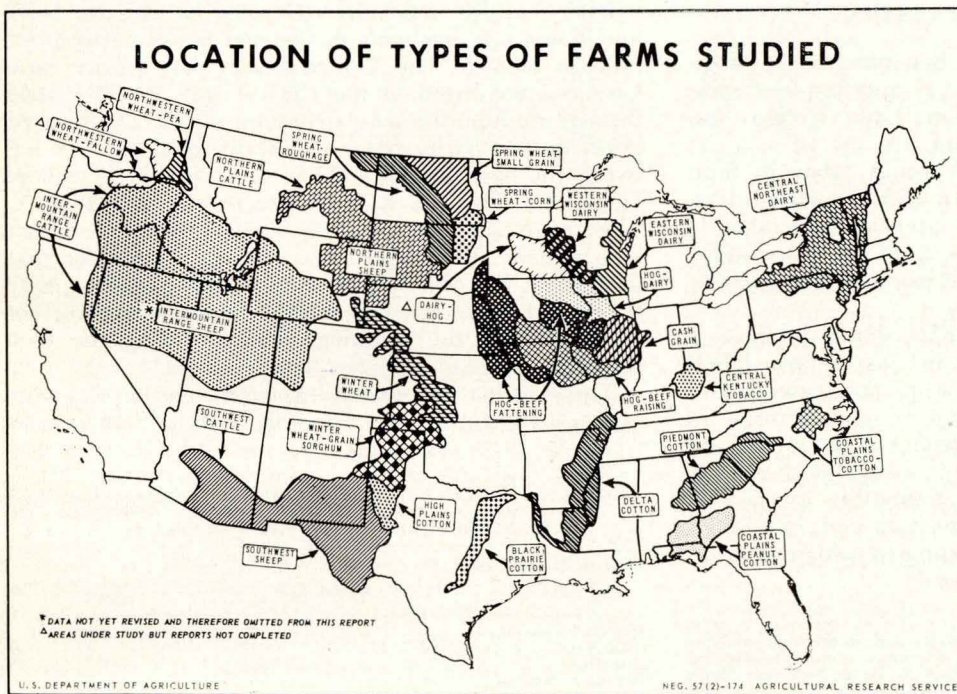 LOCATION OF TYPES OF FARMS STUDIED
NORTHWESTERN
WHEAT-PEA
△ NORTHWESTERN
WHEAT-FALLOW
INTER-
MOUNTAIN
RANGE
CATTLE
NORTHERN
PLAINS
CATTLE
SPRING
WHEAT-
ROUGHAGE
SPRING WHEAT-
SMALL GRAIN
SPRING
WHEAT-CORN
WESTERN
WISCONSIN
DAIRY
EASTERN
WISCONSIN
DAIRY
CENTRAL
NORTHEAST
DAIRY
NORTHERN
PLAINS SHEEP
HOG-
DAIRY
△ DAIRY-
HOG
* INTERMOUNTAIN
RANGE SHEEP
CASH
GRAIN
WINTER
WHEAT
HOG-BEEF
FATTENING
HOG-BEEF
RAISING
CENTRAL
KENTUCKY
TOBACCO
SOUTHWEST
CATTLE
WINTER
WHEAT-GRAIN
SORGHUM
PIEDMONT
COTTON
COASTAL
PLAINS
TOBACCO-
COTTON
HIGH
PLAINS
COTTON
DELTA
COTTON
SOUTHWEST
SHEEP
BLACK
PRAIRIE
COTTON
COASTAL
PLAINS
PEANUT-
COTTON
* DATA NOT YET REVISED AND THEREFORE OMITTED FROM THIS REPORT
△ AREAS UNDER STUDY BUT REPORTS NOT COMPLETED
U. S. DEPARTMENT OF AGRICULTURE
NEG. 57(2)-174 AGRICULTURAL RESEARCH SERVICE